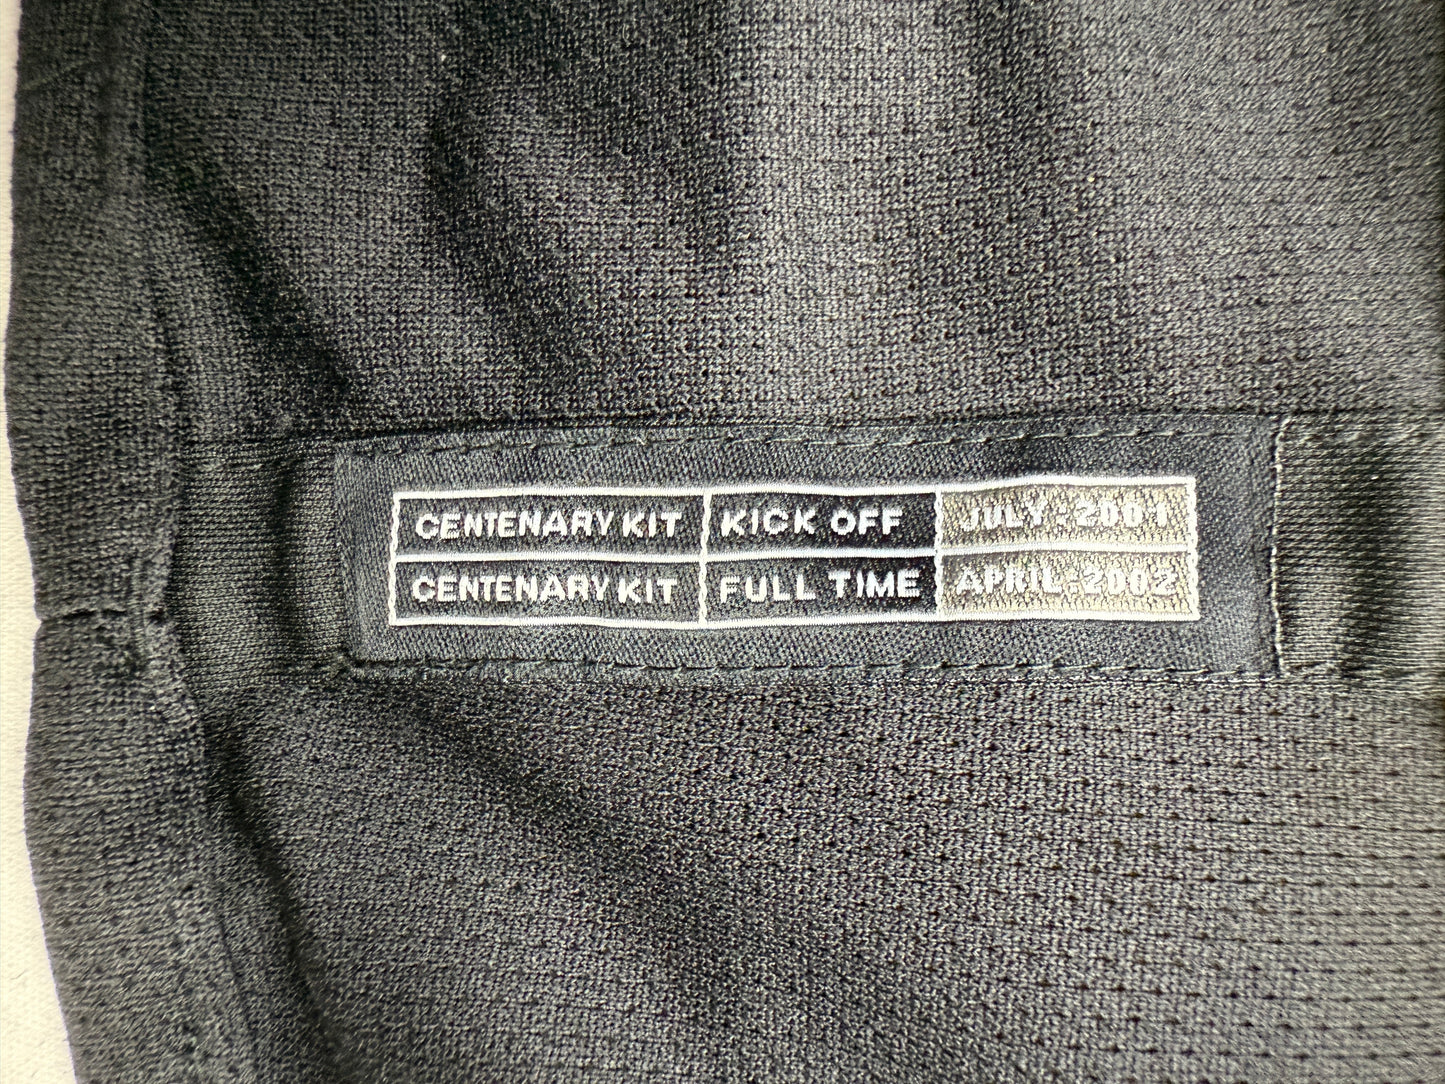 CENTENARY KIT KICK OFF JULY - 2001
CENTENARY KIT FULL TIME APRIL - 2002